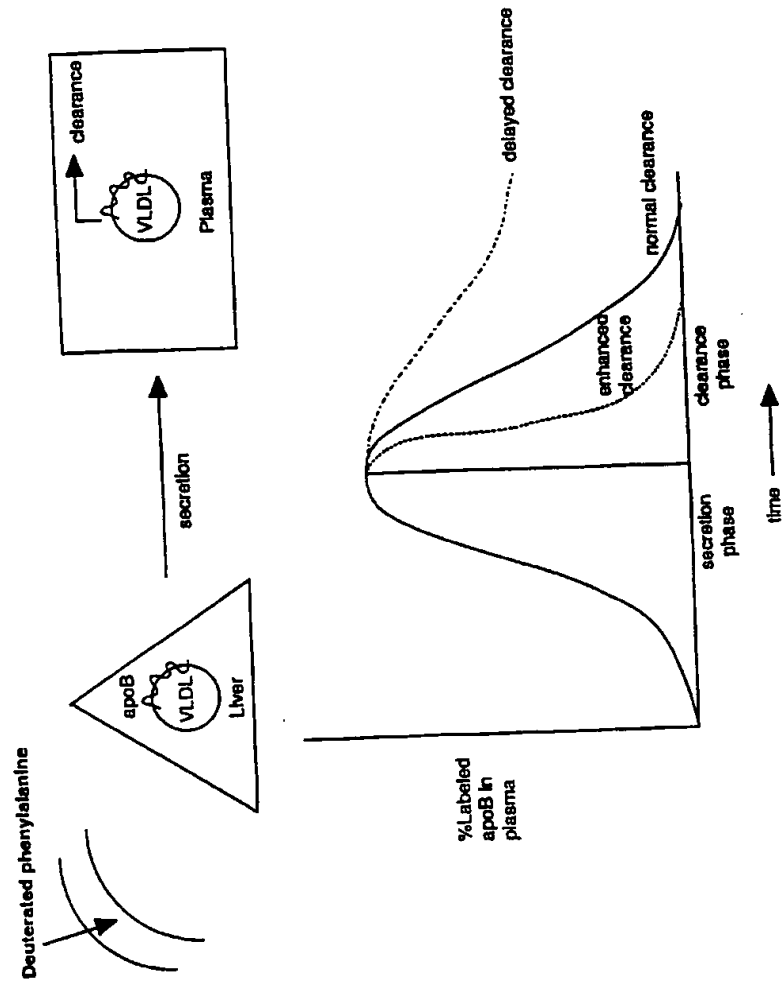 Deuterated phenylalanine
apoB
VLDL
Liver
secretion
clearance
VLDL
Plasma
%Labeled
apoB in
plasma
delayed clearance
enhanced
clearance
normal clearance
secretion
phase
clearance
phase
time